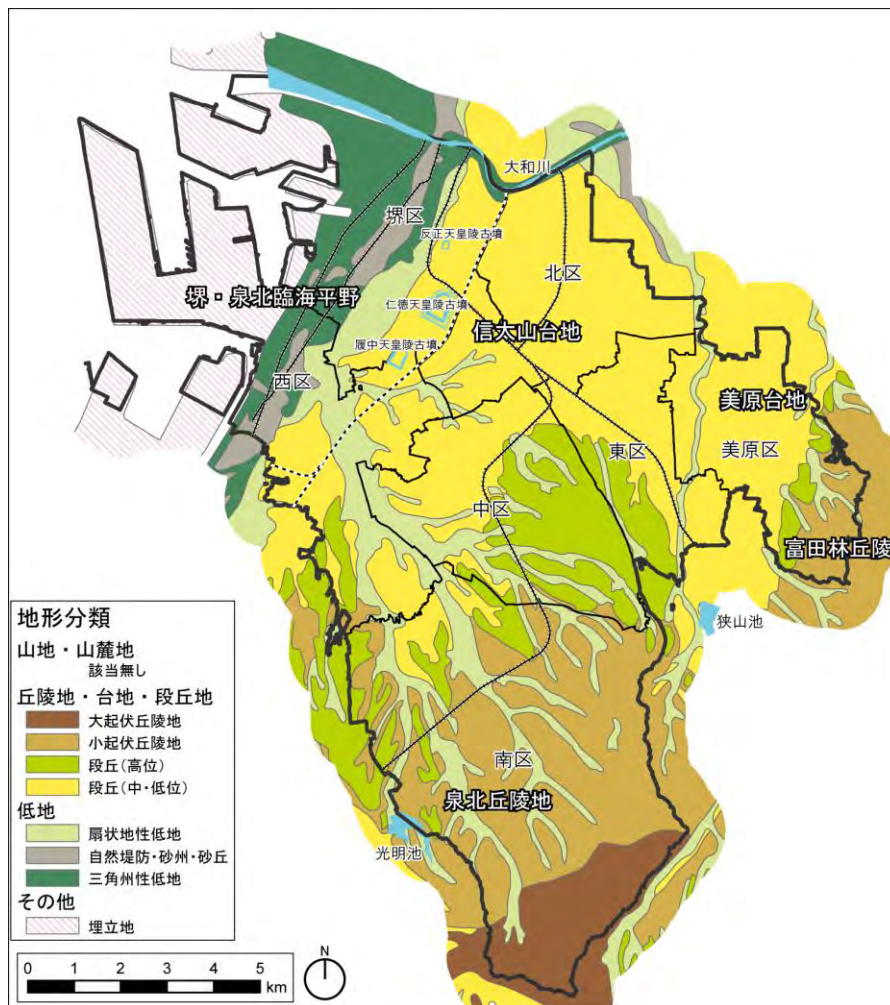 大和川
堺区
反正天皇陵古墳
北区
堺・泉北臨海平野
仁徳天皇陵古墳
信太山台地
履中天皇陵古墳
西区
美原台地
東区
美原区
中区
富田林丘陵
狭山池
南区
泉北丘陵地
光明池
地形分類
山地・山麓地
該当無し
丘陵地・台地・段丘地
大起伏丘陵地
小起伏丘陵地
段丘(高位)
段丘(中・低位)
低地
扇状地性低地
自然堤防・砂州・砂丘
三角州性低地
その他
埋立地
0 1 2 3 4 5
km
N